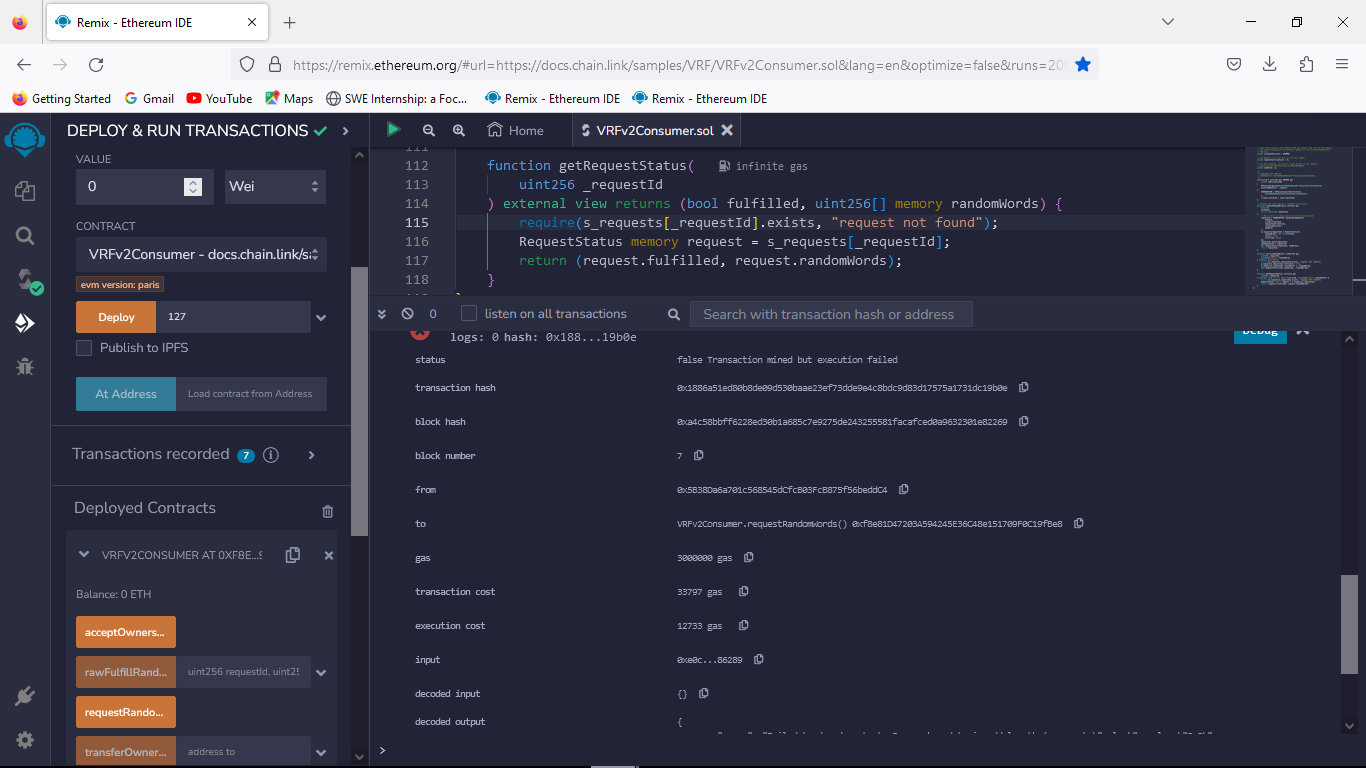 Remix - Ethereum IDE
https://remix.ethereum.org/#url=https://docs.chain.link/samples/VRF/VRFv2Consumer.sol&lang=en&optimize=false&runs=20
Getting Started Gmail YouTube Maps SWE Internship: a Foc... Remix - Ethereum IDE Remix - Ethereum IDE
DEPLOY & RUN TRANSACTIONS
VALUE
0 Wei
CONTRACT
VRFv2Consumer - docs.chain.link/sa
evm version: paris
Deploy 127
Publish to IPFS
At Address Load contract from Address
Transactions recorded 7 i
Deployed Contracts
VRFV2CONSUMER AT 0XF8E...9
Balance: 0 ETH
acceptOwners...
rawFulfillRand... uint256 requestId, uint25
requestRando...
transferOwner... address to
Home VRFv2Consumer.sol
111
112 function getRequestStatus( infinite gas
113 uint256 _requestId
114 ) external view returns (bool fulfilled, uint256[] memory randomWords) {
115 require(s_requests[_requestId].exists, "request not found");
116 RequestStatus memory request = s_requests[_requestId];
117 return (request.fulfilled, request.randomWords);
118 }
0 listen on all transactions Search with transaction hash or address
logs: 0 hash: 0x188...19b0e Debug
status false Transaction mined but execution failed
transaction hash 0x1886a51ed80b8de09d530baae23ef73dde9e4c8bdc9d83d17575a1731dc19b0e
block hash 0xa4c58bbff6228ed30b1a685c7e9275de243255581facafced0a9632301e82269
block number 7
from 0x5B38Da6a701c568545dCfcB03FcB875f56beddC4
to VRFv2Consumer.requestRandomWords() 0xf8e81D47203A594245E36C48e151709F0C19fBe8
gas 3000000 gas
transaction cost 33797 gas
execution cost 12733 gas
input 0xe0c...86289
decoded input {}
decoded output {
>